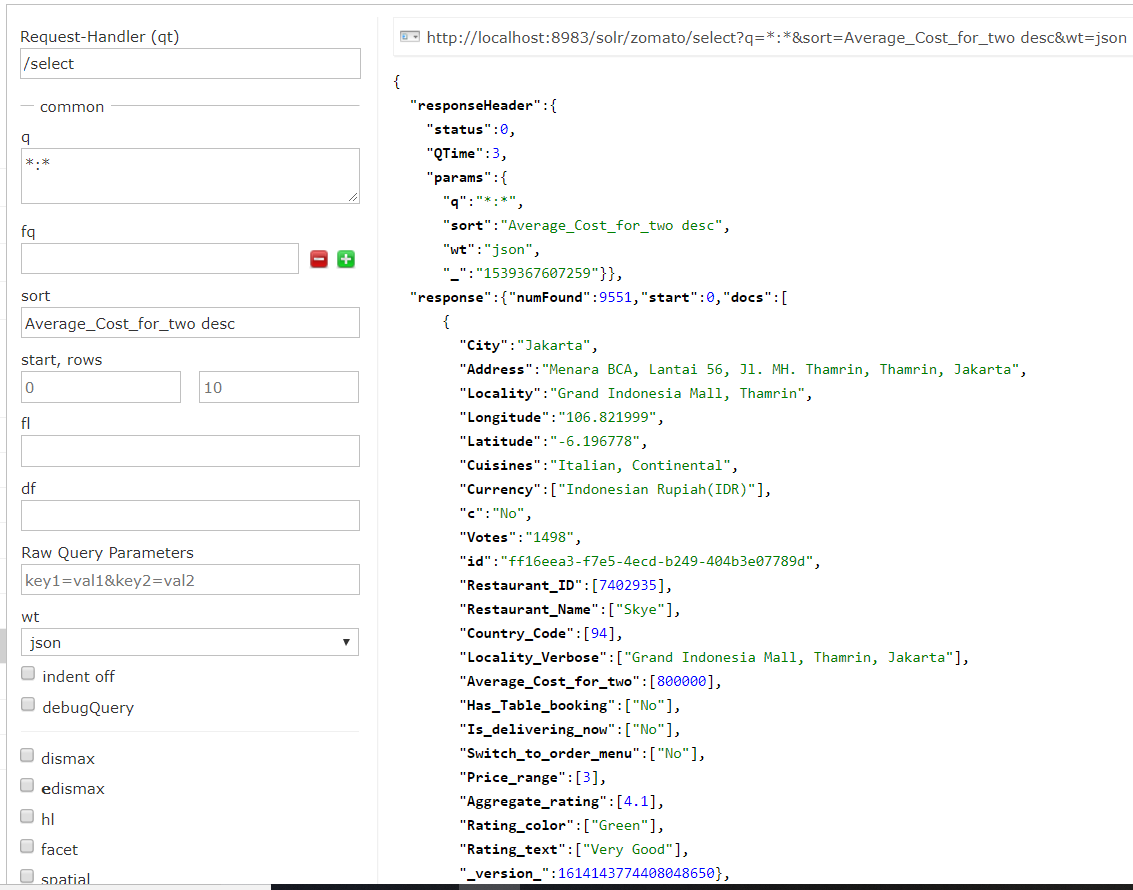 Request-Handler (qt)
/select
common
q
*:*
fq
sort
Average_Cost_for_two desc
start, rows
0
10
fl
df
Raw Query Parameters
key1=val1&key2=val2
wt
json
indent off
debugQuery
dismax
edismax
hl
facet
spatial
http://localhost:8983/solr/zomato/select?q=*:*&sort=Average_Cost_for_two desc&wt=json
{
"responseHeader":{
"status":0,
"QTime":3,
"params":{
"q":"*:*",
"sort":"Average_Cost_for_two desc",
"wt":"json",
"_":"1539367607259"}},
"response":{"numFound":9551,"start":0,"docs":[
{
"City":"Jakarta",
"Address":"Menara BCA, Lantai 56, Jl. MH. Thamrin, Thamrin, Jakarta",
"Locality":"Grand Indonesia Mall, Thamrin",
"Longitude":"106.821999",
"Latitude":"-6.196778",
"Cuisines":"Italian, Continental",
"Currency":["Indonesian Rupiah(IDR)"],
"c":"No",
"Votes":"1498",
"id":"ff16eea3-f7e5-4ecd-b249-404b3e07789d",
"Restaurant_ID":[7402935],
"Restaurant_Name":["Skye"],
"Country_Code":[94],
"Locality_Verbose":["Grand Indonesia Mall, Thamrin, Jakarta"],
"Average_Cost_for_two":[800000],
"Has_Table_booking":["No"],
"Is_delivering_now":["No"],
"Switch_to_order_menu":["No"],
"Price_range":[3],
"Aggregate_rating":[4.1],
"Rating_color":["Green"],
"Rating_text":["Very Good"],
"_version_":1614143774408048650},